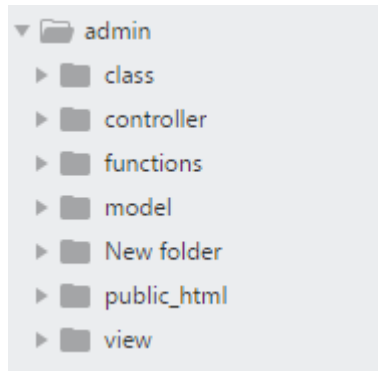 admin
class
controller
functions
model
New folder
public_html
view